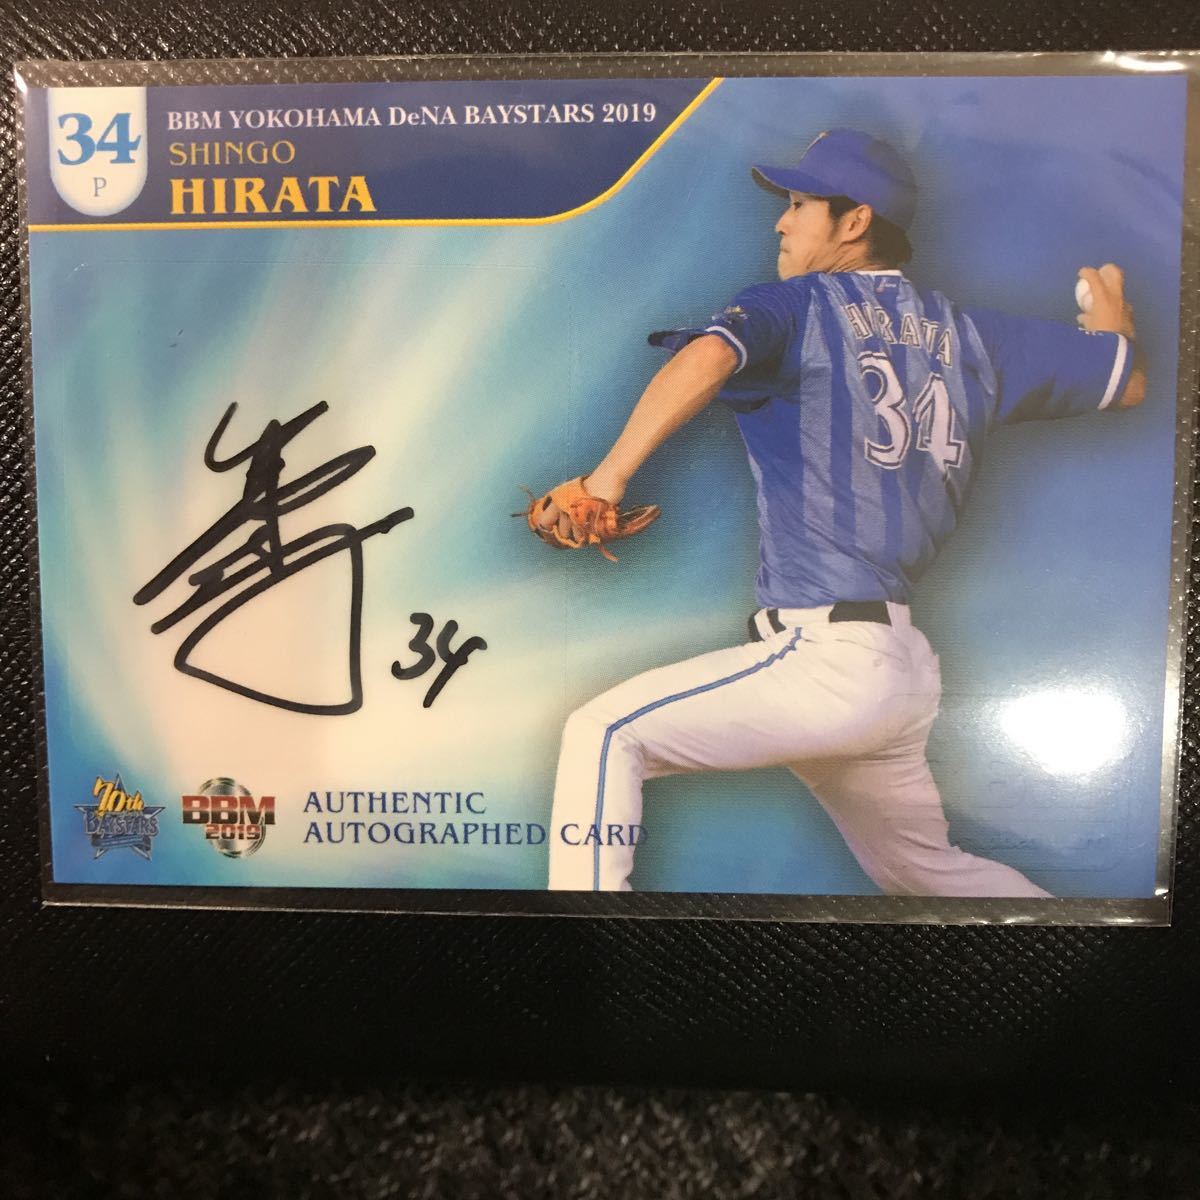 34
P
BBM YOKOHAMA DeNA BAYSTARS 2019
SHINGO
HIRATA
HIRATA
34
34
70th
BAYSTARS
BBM
2019
AUTHENTIC
AUTOGRAPHED CARD